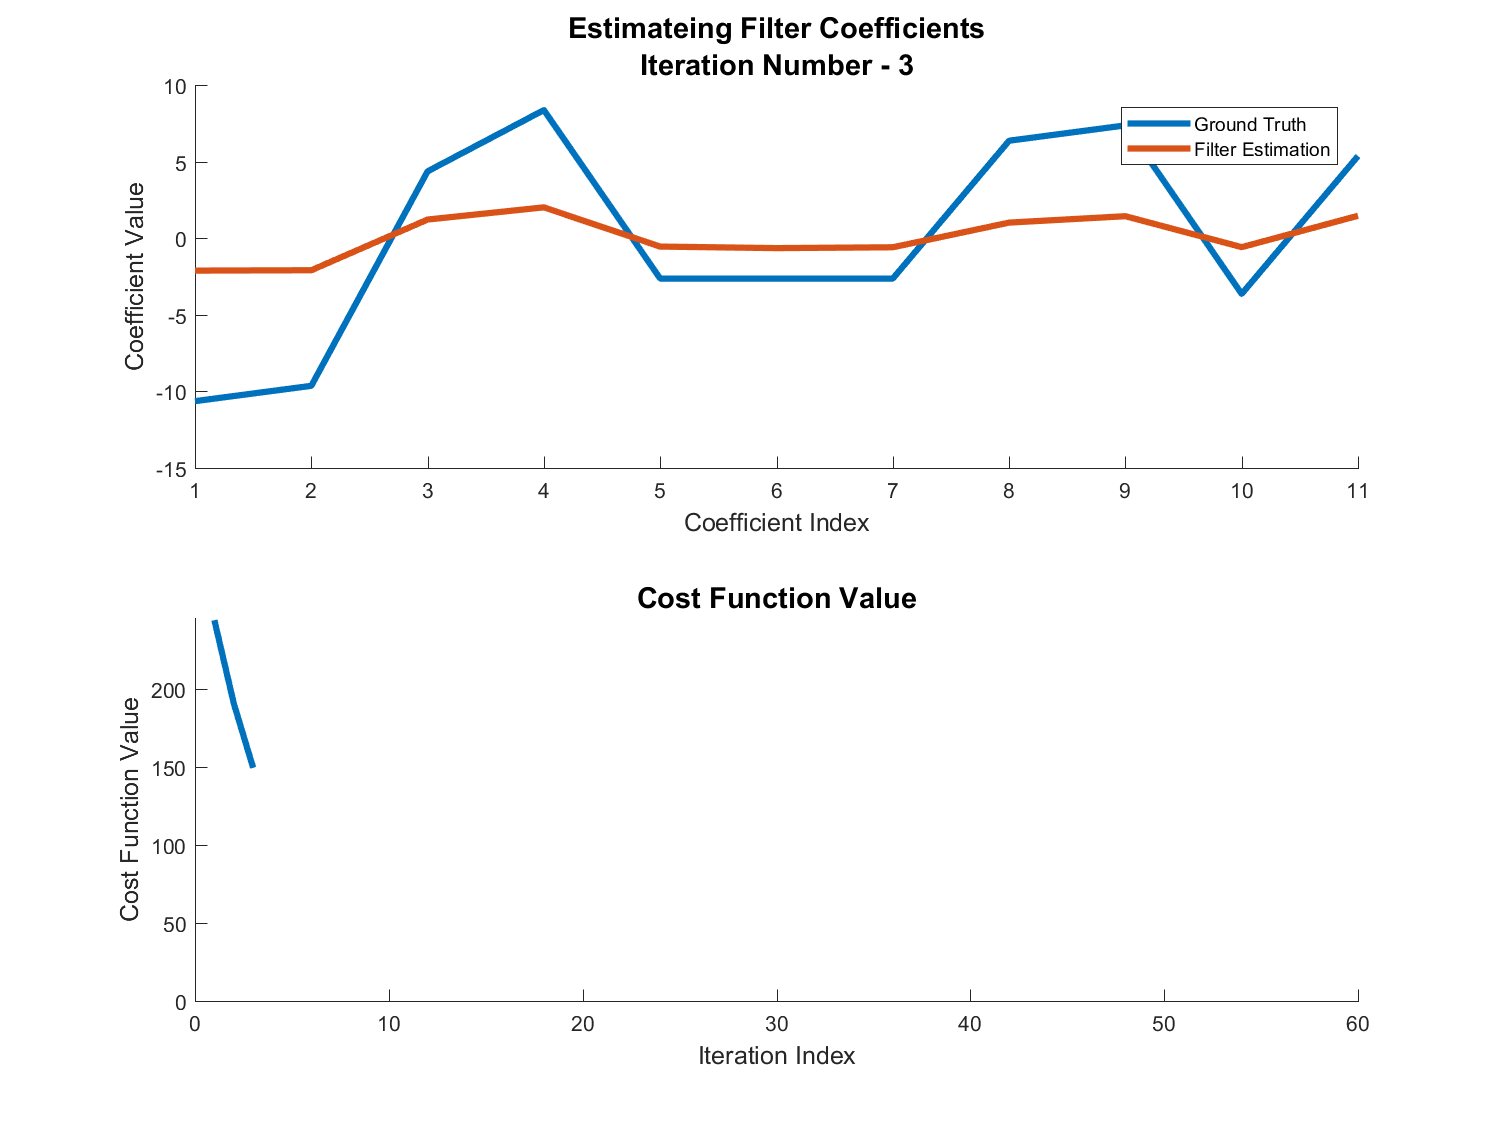 Estimateing Filter Coefficients
Iteration Number - 3
10
5
0
-5
-10
-15
Coefficient Value
Ground Truth
Filter Estimation
1 2 3 4 5 6 7 8 9 10 11
Coefficient Index
Cost Function Value
200
150
100
50
0
Cost Function Value
0 10 20 30 40 50 60
Iteration Index